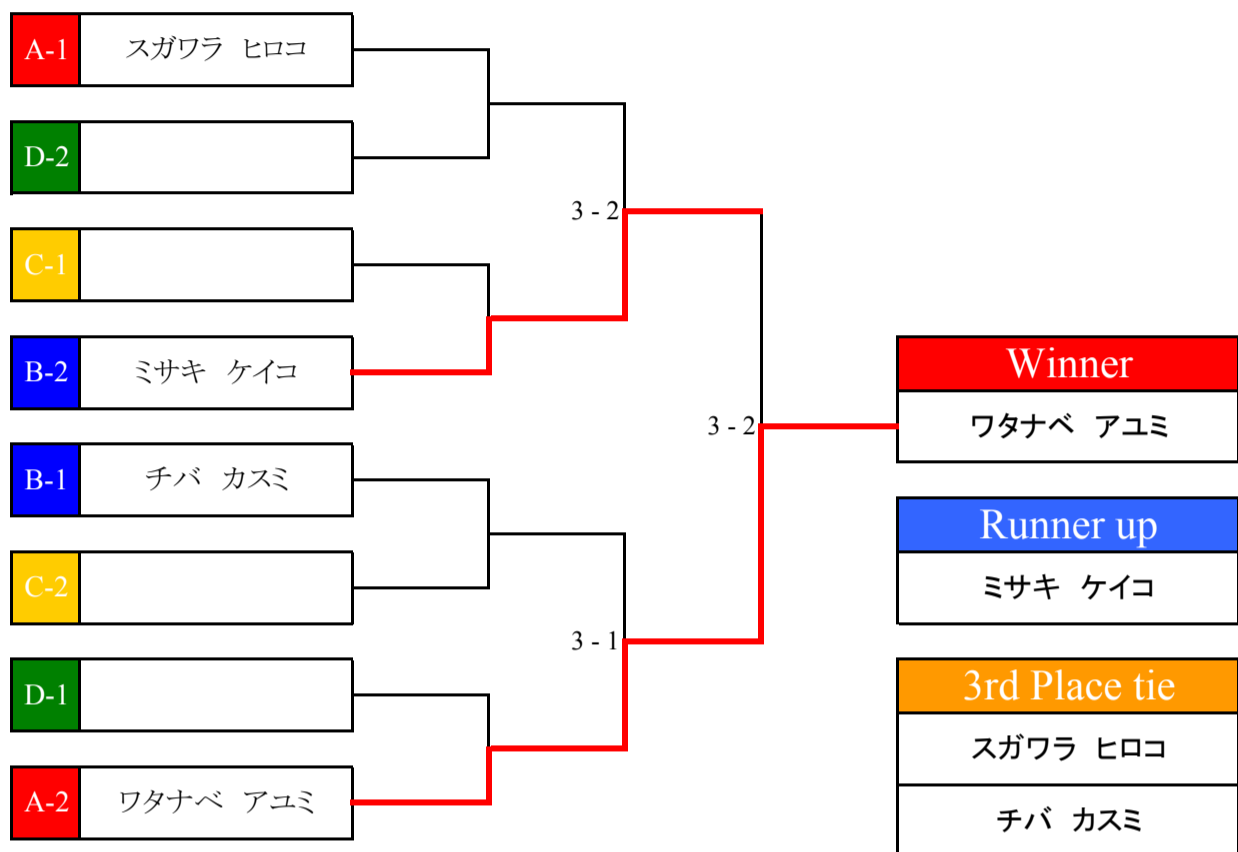 A-1 スガワラ ヒロコ
D-2
3 - 2
C-1
B-2 ミサキ ケイコ
B-1 チバ カスミ
C-2
3 - 1
D-1
A-2 ワタナベ アユミ
3 - 2
Winner
ワタナベ アユミ
Runner up
ミサキ ケイコ
3rd Place tie
スガワラ ヒロコ
チバ カスミ